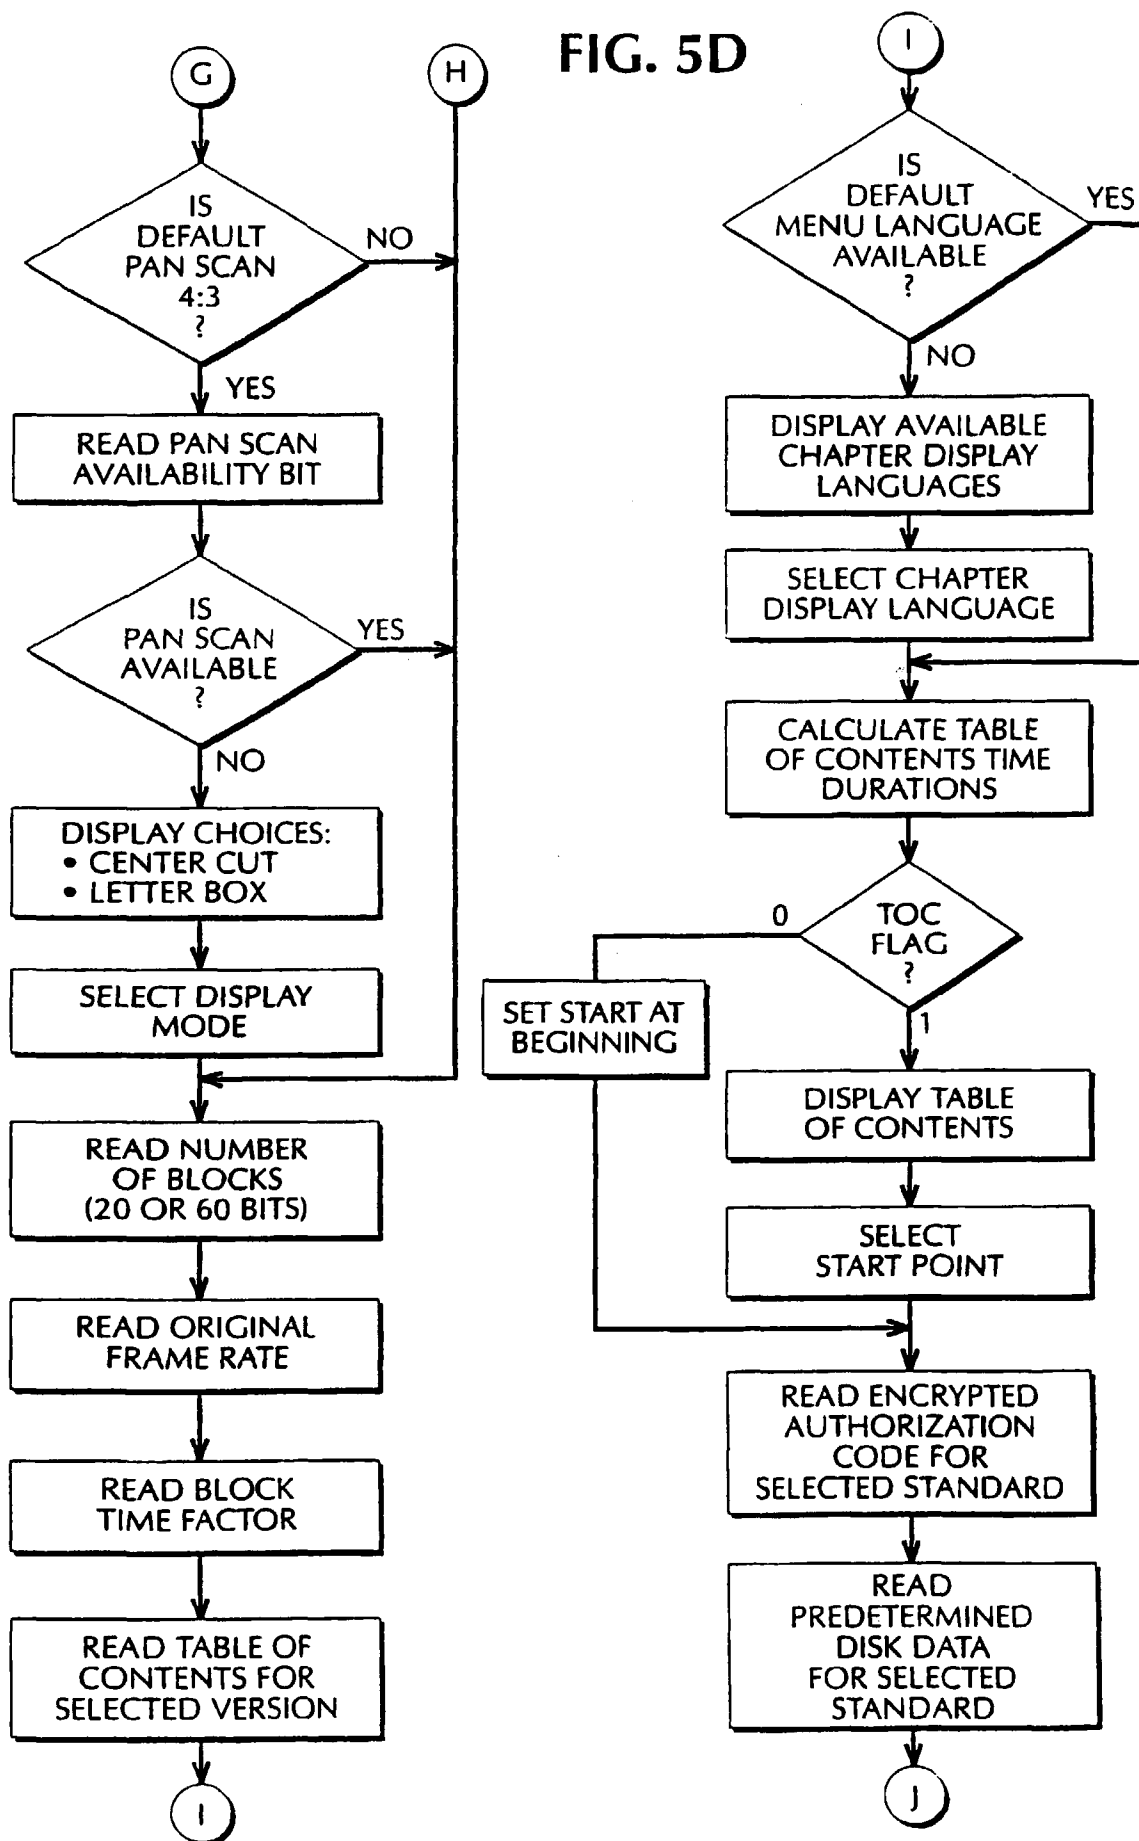 FIG. 5D
G
H
IS
DEFAULT
PAN SCAN
4:3
?
NO
YES
READ PAN SCAN
AVAILABILITY BIT
IS
PAN SCAN
AVAILABLE
?
YES
NO
DISPLAY CHOICES:
• CENTER CUT
• LETTER BOX
SELECT DISPLAY
MODE
READ NUMBER
OF BLOCKS
(20 OR 60 BITS)
READ ORIGINAL
FRAME RATE
READ BLOCK
TIME FACTOR
READ TABLE OF
CONTENTS FOR
SELECTED VERSION
I
I
IS
DEFAULT
MENU LANGUAGE
AVAILABLE
?
YES
NO
DISPLAY AVAILABLE
CHAPTER DISPLAY
LANGUAGES
SELECT CHAPTER
DISPLAY LANGUAGE
CALCULATE TABLE
OF CONTENTS TIME
DURATIONS
TOC
FLAG
?
0
1
SET START AT
BEGINNING
DISPLAY TABLE
OF CONTENTS
SELECT
START POINT
READ ENCRYPTED
AUTHORIZATION
CODE FOR
SELECTED STANDARD
READ
PREDETERMINED
DISK DATA
FOR SELECTED
STANDARD
J